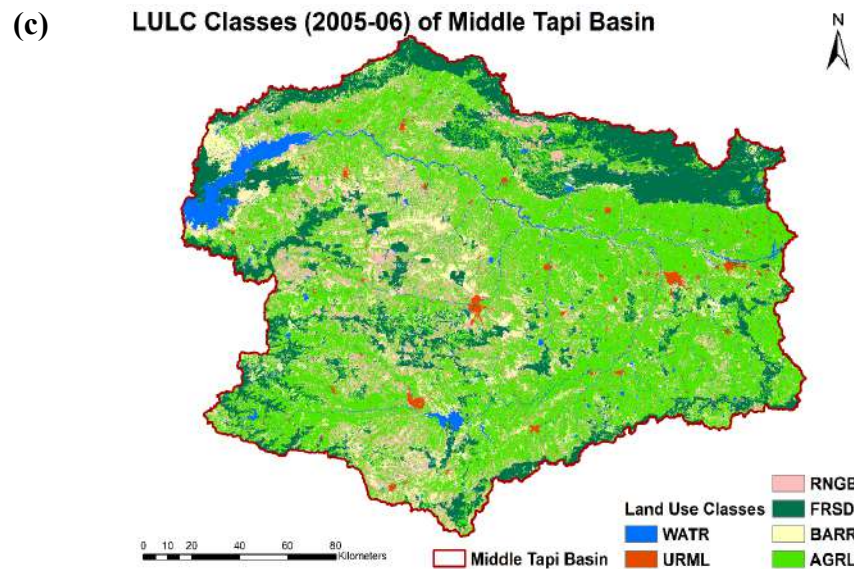 (c)
LULC Classes (2005-06) of Middle Tapi Basin
N
RNGB
Land Use Classes
FRSD
WATR
BARR
0 10 20 40 60 80
Kilometers
Middle Tapi Basin
URML
AGRL